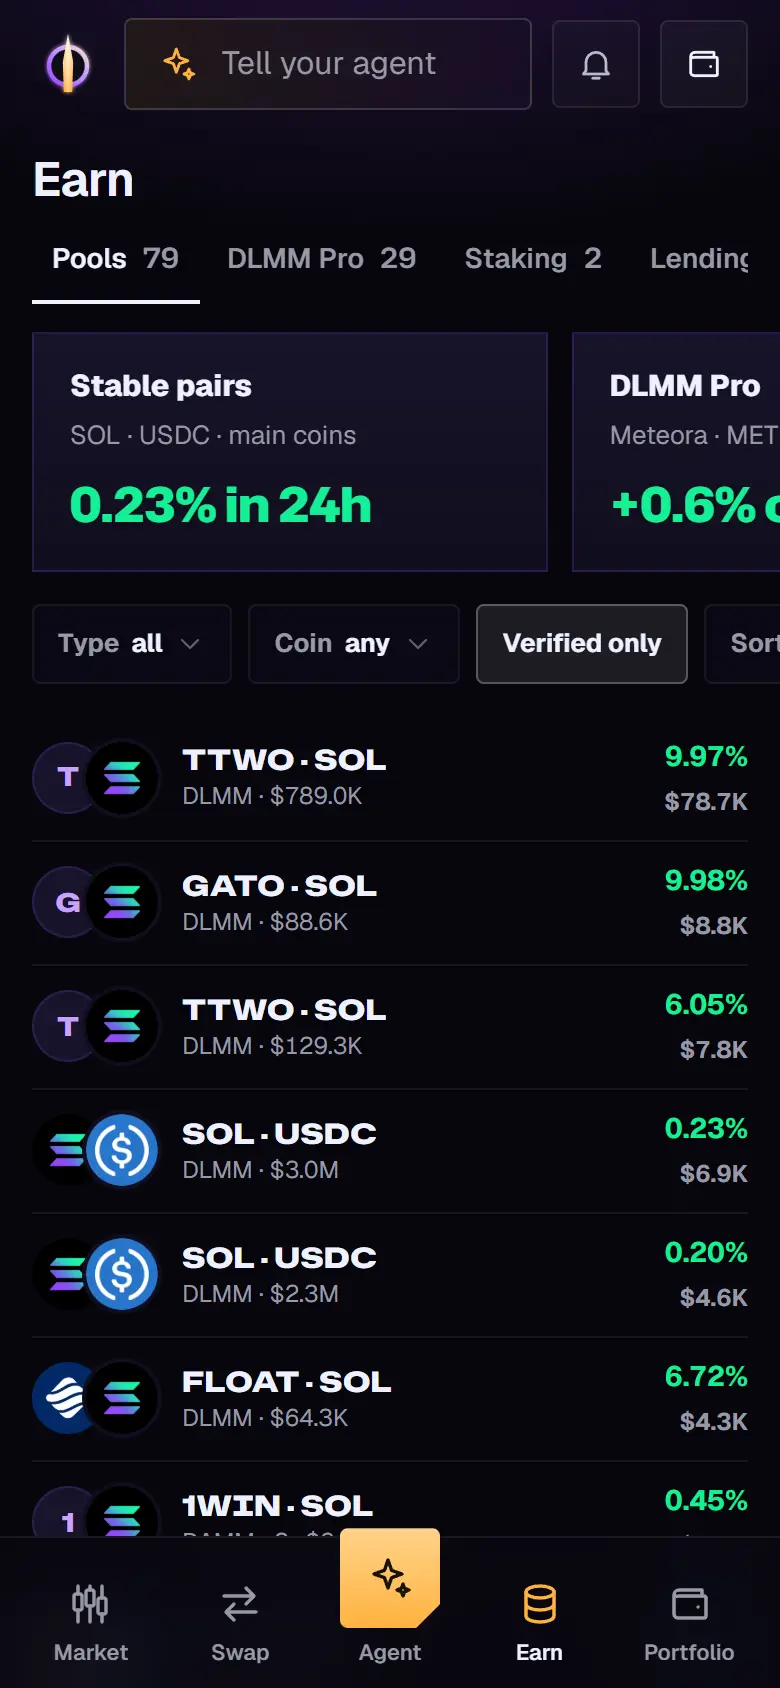 Tell your agent
Earn
Pools 79 DLMM Pro 29 Staking 2 Lending
Stable pairs
SOL · USDC · main coins
0.23% in 24h
DLMM Pro
Meteora · MET
+0.6%
Type all
Coin any
Verified only
Sort
T
TTWO · SOL
9.97%
DLMM · $789.0K
$78.7K
G
GATO · SOL
9.98%
DLMM · $88.6K
$8.8K
T
TTWO · SOL
6.05%
DLMM · $129.3K
$7.8K
SOL · USDC
0.23%
DLMM · $3.0M
$6.9K
SOL · USDC
0.20%
DLMM · $2.3M
$4.6K
FLOAT · SOL
6.72%
DLMM · $64.3K
$4.3K
1
1WIN · SOL
0.45%
Market Swap Agent Earn Portfolio